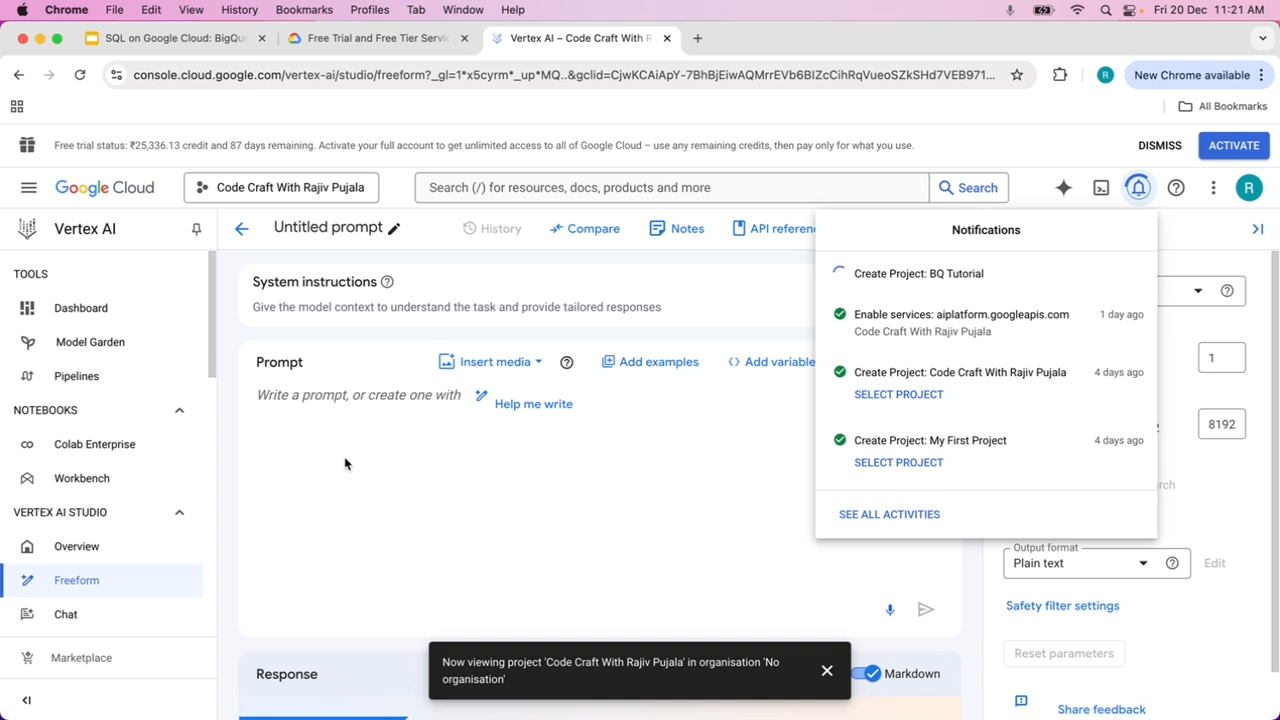 Chrome File Edit View History Bookmarks Profiles Tab Window Help Fri 20 Dec 11:21 AM
SQL on Google Cloud: BigQu
Free Trial and Free Tier Servic
Vertex AI – Code Craft With R
console.cloud.google.com/vertex-ai/studio/freeform?_gl=1*x5cyrm*_up*MQ..&gclid=CjwKCAiApY-7BhBjEiwAQMrrEVb6BIZcCihRqVueoSZkSHd7VEB971...
R
New Chrome available
All Bookmarks
Free trial status: ₹25,336.13 credit and 87 days remaining. Activate your full account to get unlimited access to all of Google Cloud – use any remaining credits, then pay only for what you use.
DISMISS
ACTIVATE
Google Cloud
Code Craft With Rajiv Pujala
Search (/) for resources, docs, products and more
Search
R
Vertex AI
Untitled prompt
History
Compare
Notes
API referen
TOOLS
Dashboard
Model Garden
Pipelines
NOTEBOOKS
Colab Enterprise
Workbench
VERTEX AI STUDIO
Overview
Freeform
Chat
Marketplace
System instructions
Give the model context to understand the task and provide tailored responses
Prompt
Insert media
Add examples
<> Add variable
Write a prompt, or create one with
Help me write
Notifications
Create Project: BQ Tutorial
Enable services: aiplatform.googleapis.com 1 day ago
Code Craft With Rajiv Pujala
Create Project: Code Craft With Rajiv Pujala 4 days ago
SELECT PROJECT
Create Project: My First Project 4 days ago
SELECT PROJECT
SEE ALL ACTIVITIES
1
8192
rch
Output format
Plain text
Edit
Safety filter settings
Reset parameters
Share feedback
Response
Markdown
Now viewing project 'Code Craft With Rajiv Pujala' in organisation 'No
organisation'